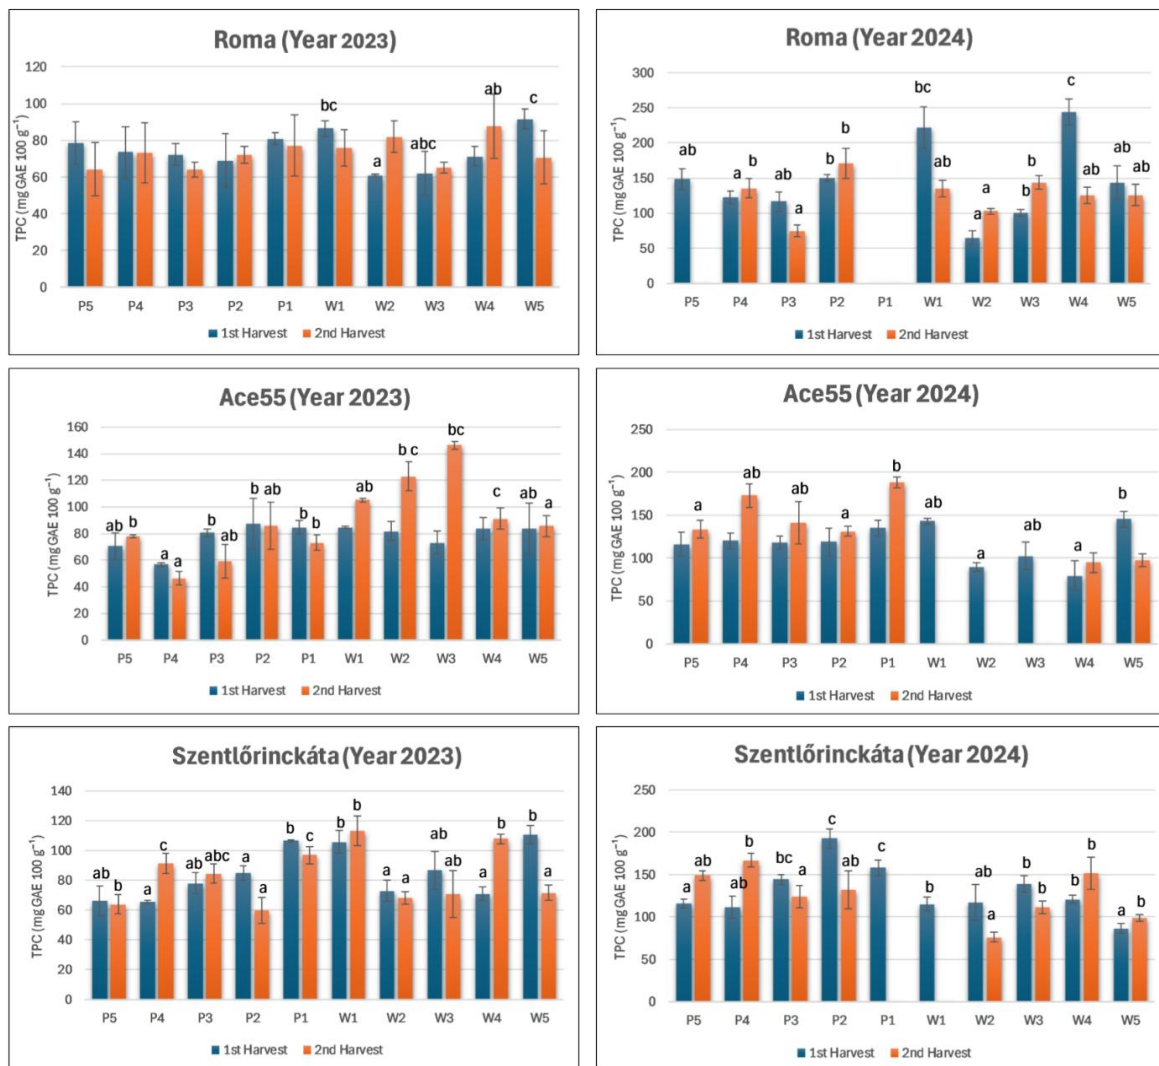 Roma (Year 2023)
TPC (mg GAE 100 g⁻¹)
120
100
80
60
40
20
0
bc
a
abc
ab
c
P5 P4 P3 P2 P1 W1 W2 W3 W4 W5
1st Harvest 2nd Harvest
Roma (Year 2024)
TPC (mg GAE 100 g⁻¹)
300
250
200
150
100
50
0
ab
a b
ab
a
b b
bc
ab
a
a
b
ab
c
ab
ab
ab
P5 P4 P3 P2 P1 W1 W2 W3 W4 W5
1st Harvest 2nd Harvest
Ace55 (Year 2023)
TPC (mg GAE 100 g⁻¹)
160
140
120
100
80
60
40
20
0
ab b
a a
b ab
b ab
b b
ab
b c
bc
c
ab a
P5 P4 P3 P2 P1 W1 W2 W3 W4 W5
1st Harvest 2nd Harvest
Ace55 (Year 2024)
TPC (mg GAE 100 g⁻¹)
250
200
150
100
50
0
a
ab
ab
a
b
ab
a
ab
a
b
P5 P4 P3 P2 P1 W1 W2 W3 W4 W5
1st Harvest 2nd Harvest
Szentlőrinckáta (Year 2023)
TPC (mg GAE 100 g⁻¹)
140
120
100
80
60
40
20
0
a b
a c
ab abc
a a
b c
b b
a a
ab ab
a b
b a
P5 P4 P3 P2 P1 W1 W2 W3 W4 W5
1st Harvest 2nd Harvest
Szentlőrinckáta (Year 2024)
TPC (mg GAE 100 g⁻¹)
250
200
150
100
50
0
a ab
ab b
bc a
c ab
c
b
ab a
b b
b b
a b
P5 P4 P3 P2 P1 W1 W2 W3 W4 W5
1st Harvest 2nd Harvest